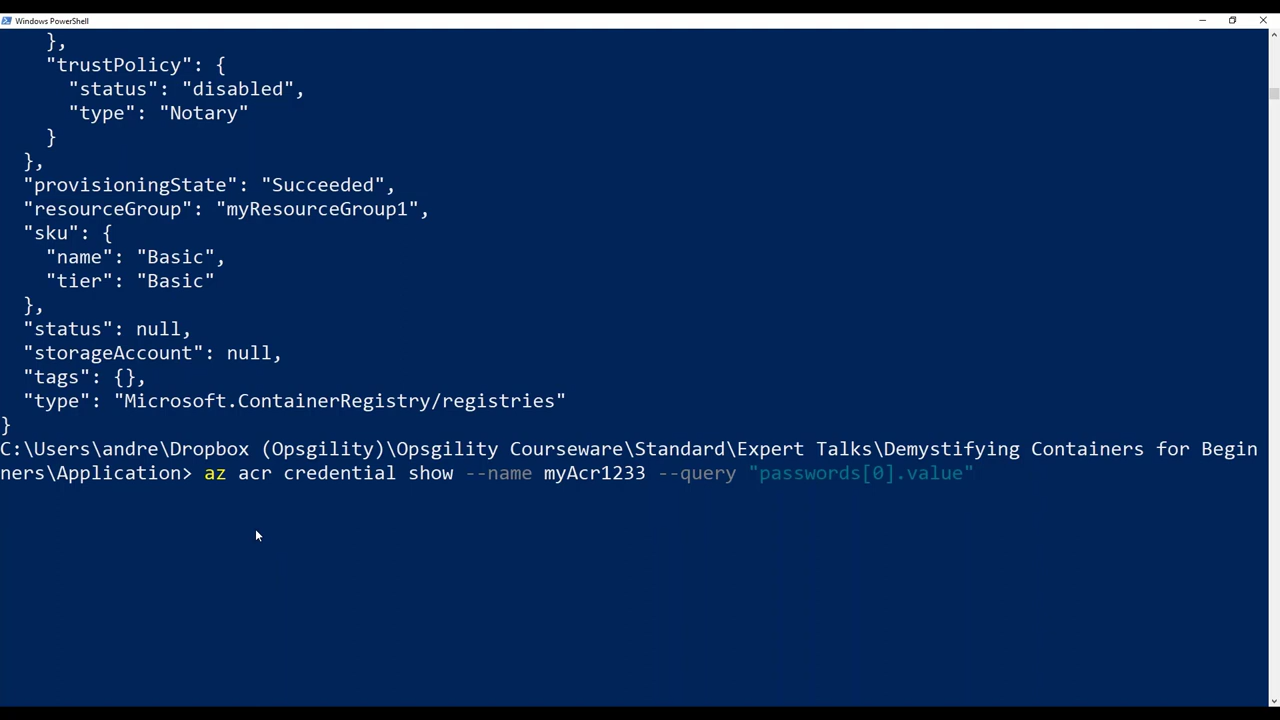 Windows PowerShell
},
"trustPolicy": {
"status": "disabled",
"type": "Notary"
}
},
"provisioningState": "Succeeded",
"resourceGroup": "myResourceGroup1",
"sku": {
"name": "Basic",
"tier": "Basic"
},
"status": null,
"storageAccount": null,
"tags": {},
"type": "Microsoft.ContainerRegistry/registries"
}
C:\Users\andre\Dropbox (Opsgility)\Opsgility Courseware\Standard\Expert Talks\Demystifying Containers for Begin
ners\Application> az acr credential show --name myAcr1233 --query "passwords[0].value"